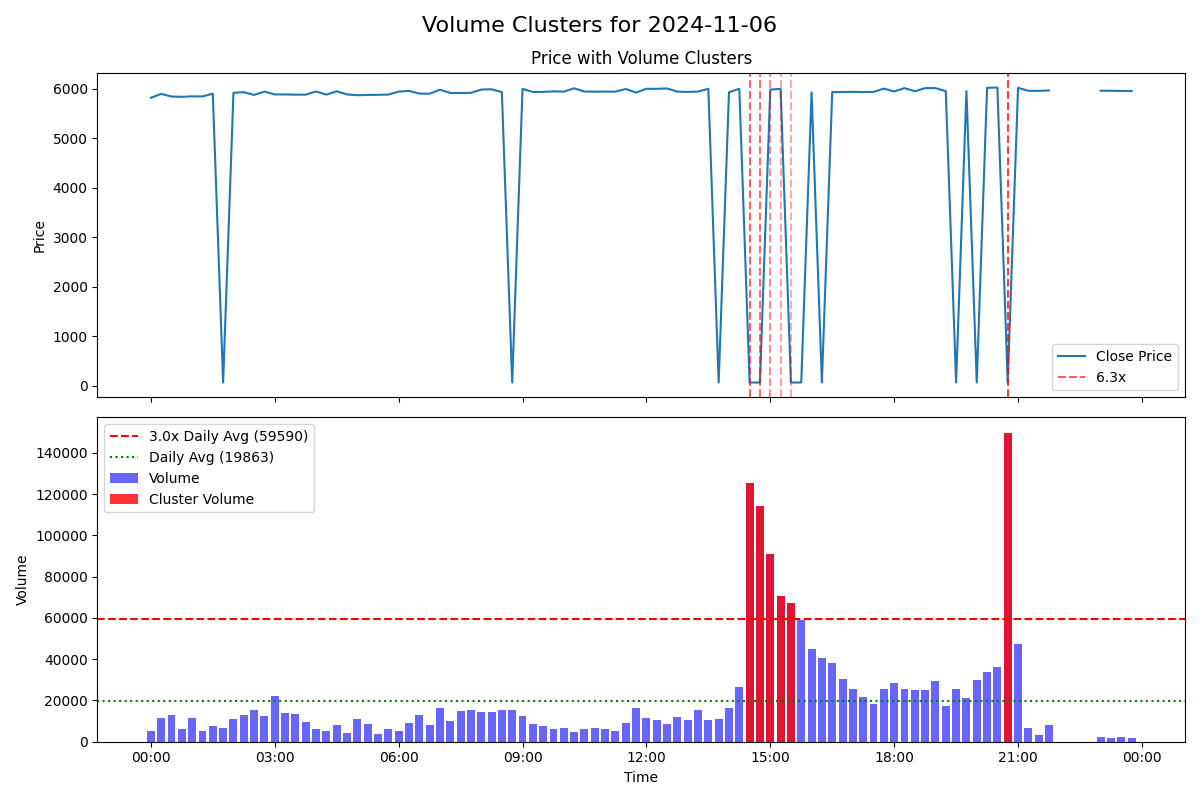 Volume Clusters for 2024-11-06
Price with Volume Clusters
6000
5000
4000
3000
2000
1000
0
Price
Close Price
6.3x
3.0x Daily Avg (59590)
Daily Avg (19863)
Volume
Cluster Volume
140000
120000
100000
80000
60000
40000
20000
0
Volume
00:00 03:00 06:00 09:00 12:00 15:00 18:00 21:00 00:00
Time